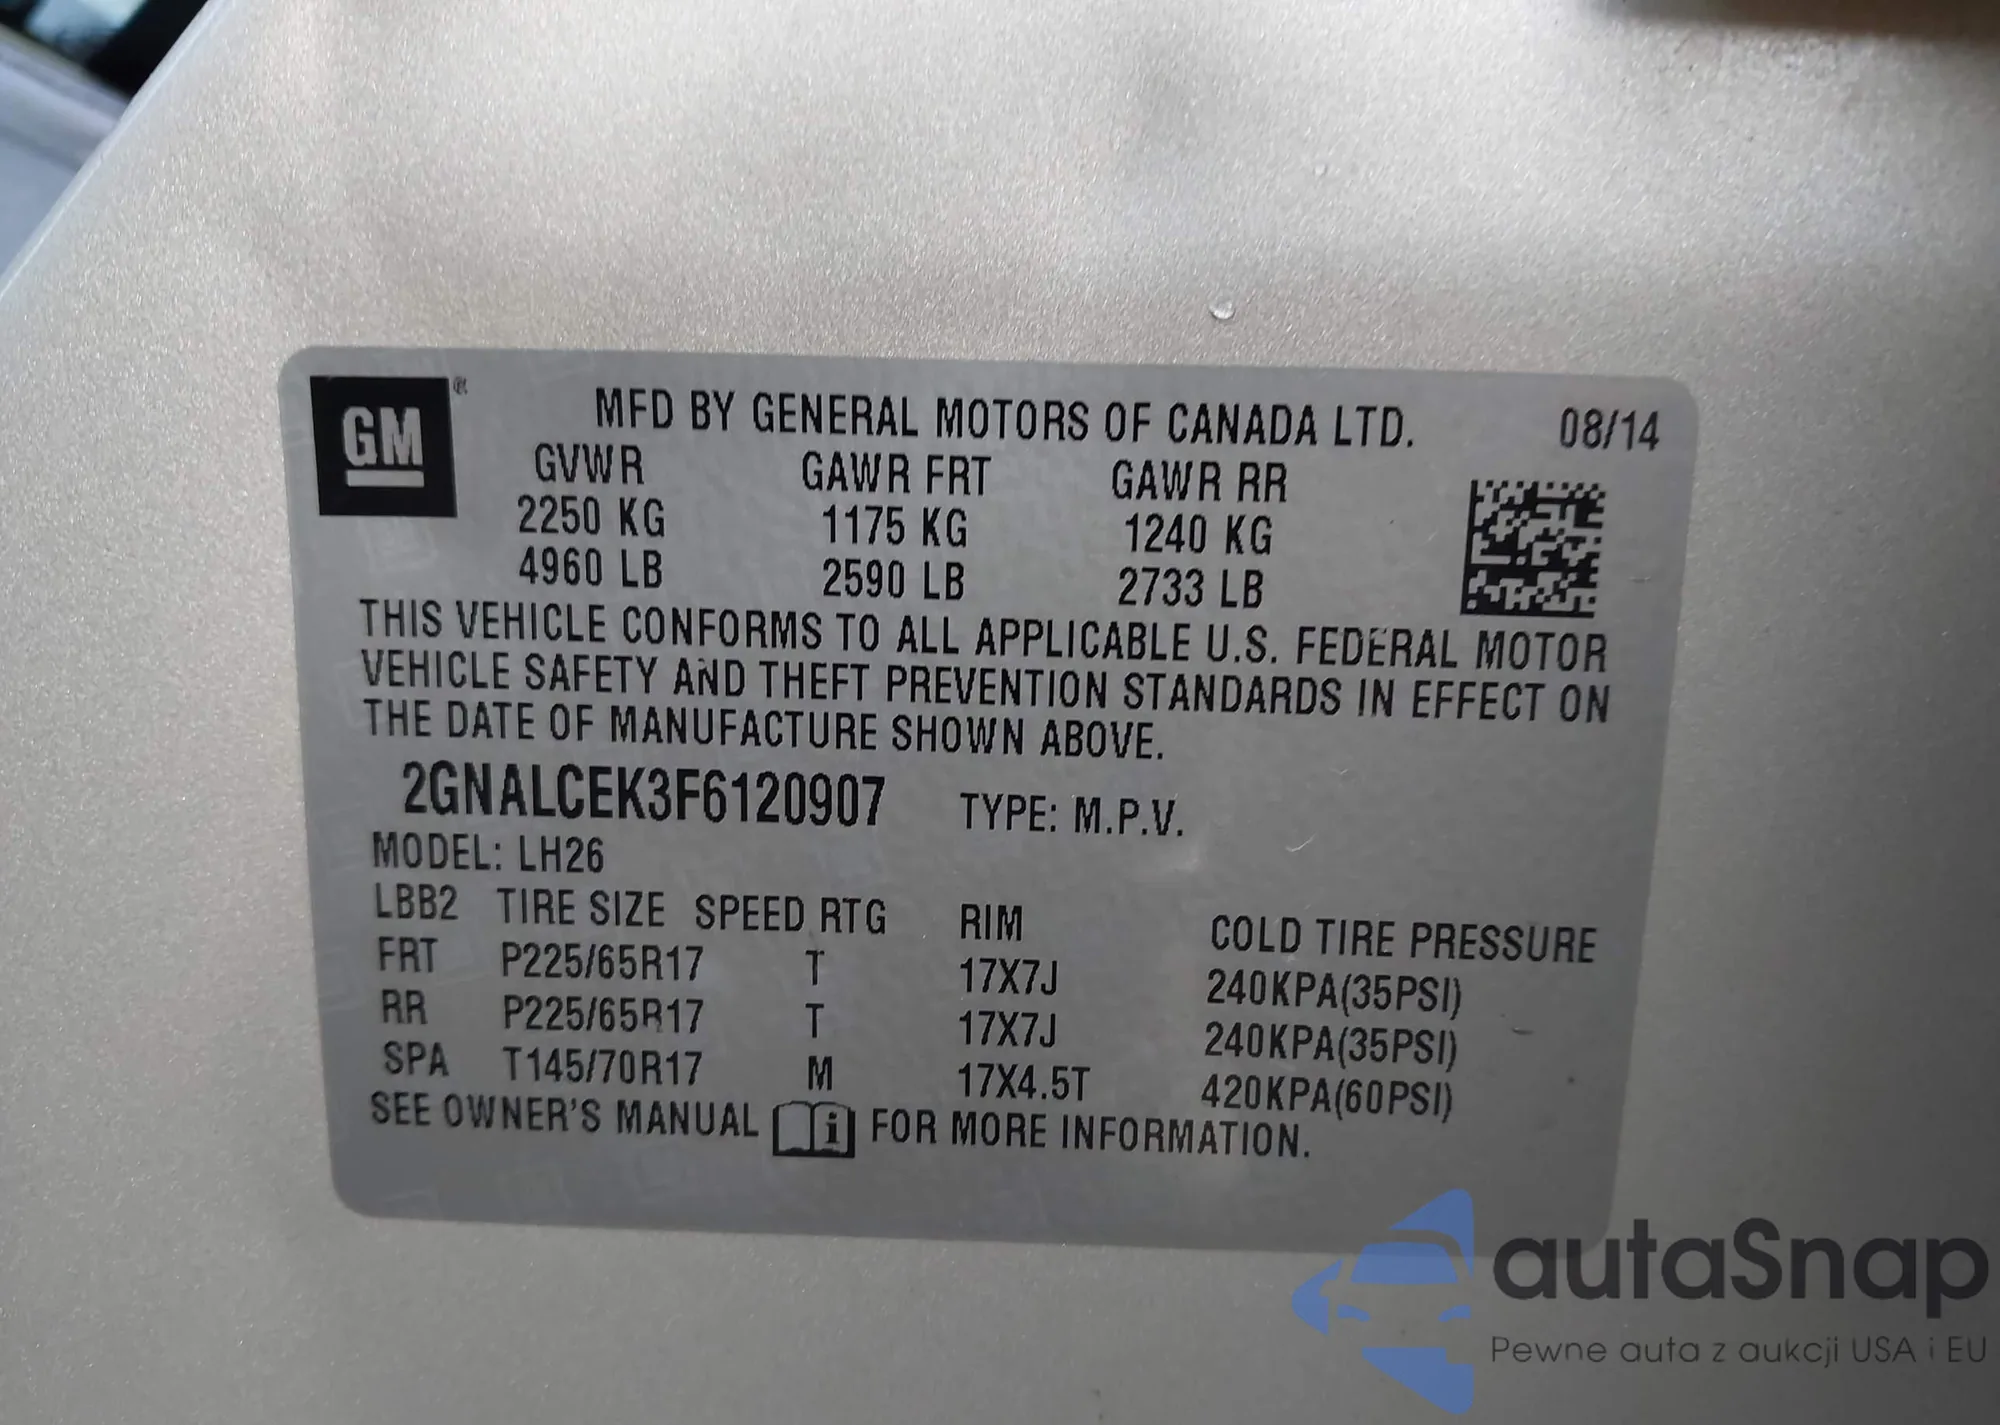 GM ®
MFD BY GENERAL MOTORS OF CANADA LTD. 08/14
GVWR GAWR FRT GAWR RR
2250 KG 1175 KG 1240 KG
4960 LB 2590 LB 2733 LB
THIS VEHICLE CONFORMS TO ALL APPLICABLE U.S. FEDERAL MOTOR
VEHICLE SAFETY AND THEFT PREVENTION STANDARDS IN EFFECT ON
THE DATE OF MANUFACTURE SHOWN ABOVE.
2GNALCEK3F6120907 TYPE: M.P.V.
MODEL: LH26
LBB2 TIRE SIZE SPEED RTG RIM COLD TIRE PRESSURE
FRT P225/65R17 T 17X7J 240KPA(35PSI)
RR P225/65R17 T 17X7J 240KPA(35PSI)
SPA T145/70R17 M 17X4.5T 420KPA(60PSI)
SEE OWNER'S MANUAL i FOR MORE INFORMATION.
autaSnap
Pewne auta z aukcji USA i EU